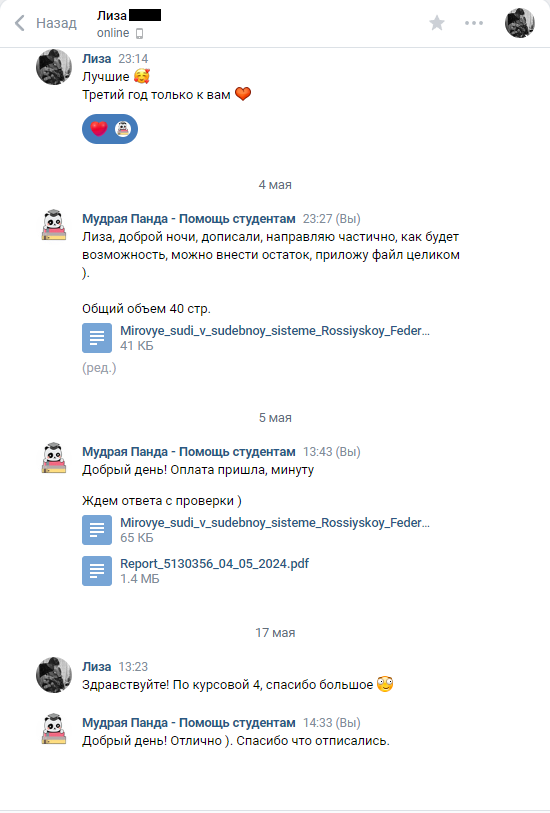 Назад
Лиза
online
Лиза 23:14
Лучшие 🥰
Третий год только к вам ❤
4 мая
Мудрая Панда - Помощь студентам 23:27 (Вы)
Лиза, доброй ночи, дописали, направляю частично, как будет
возможность, можно внести остаток, приложу файл целиком
).
Общий объем 40 стр.
Mirovye_sudi_v_sudebnoy_sisteme_Rossiyskoy_Feder...
41 КБ
(ред.)
5 мая
Мудрая Панда - Помощь студентам 13:43 (Вы)
Добрый день! Оплата пришла, минуту
Ждем ответа с проверки )
Mirovye_sudi_v_sudebnoy_sisteme_Rossiyskoy_Feder...
65 КБ
Report_5130356_04_05_2024.pdf
1.4 МБ
17 мая
Лиза 13:23
Здравствуйте! По курсовой 4, спасибо большое 😳
Мудрая Панда - Помощь студентам 14:33 (Вы)
Добрый день! Отлично ). Спасибо что отписались.